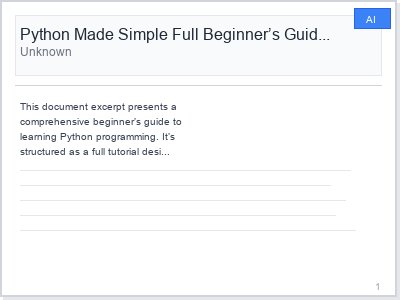 AI
Python Made Simple Full Beginner’s Guid...
Unknown
This document excerpt presents a
comprehensive beginner's guide to
learning Python programming. It's
structured as a full tutorial desi...
1